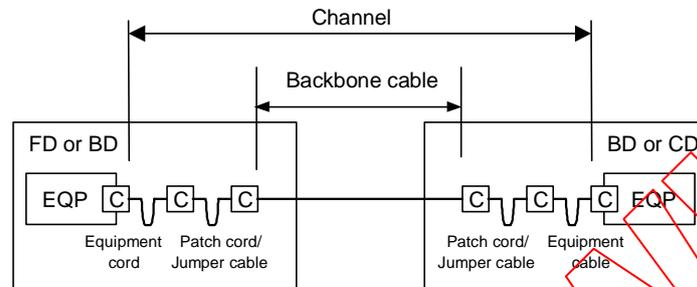 Channel
Backbone cable
FD or BD
BD or CD
EQP C C C C C C EQP
Equipment cord
Patch cord/ Jumper cable
Patch cord/ Jumper cable
Equipment cable